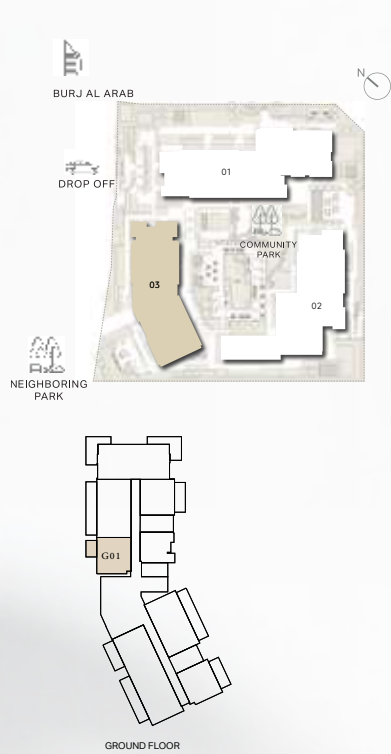 N
BURJ AL ARAB
DROP OFF
01
COMMUNITY
PARK
03
02
NEIGHBORING
PARK
G01
GROUND FLOOR